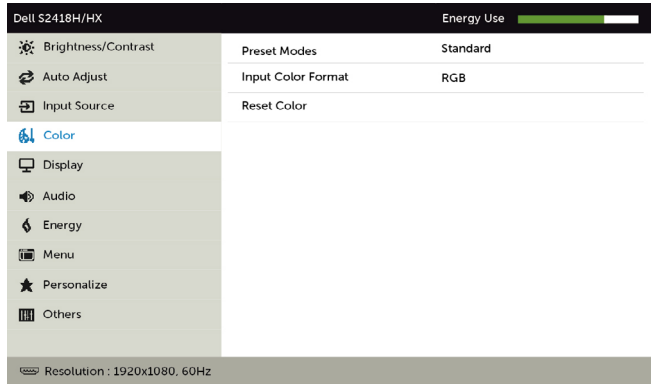 Dell S2418H/HX
Energy Use
Brightness/Contrast
Auto Adjust
Input Source
Color
Display
Audio
Energy
Menu
Personalize
Others
Preset Modes Standard
Input Color Format RGB
Reset Color
Resolution : 1920x1080, 60Hz